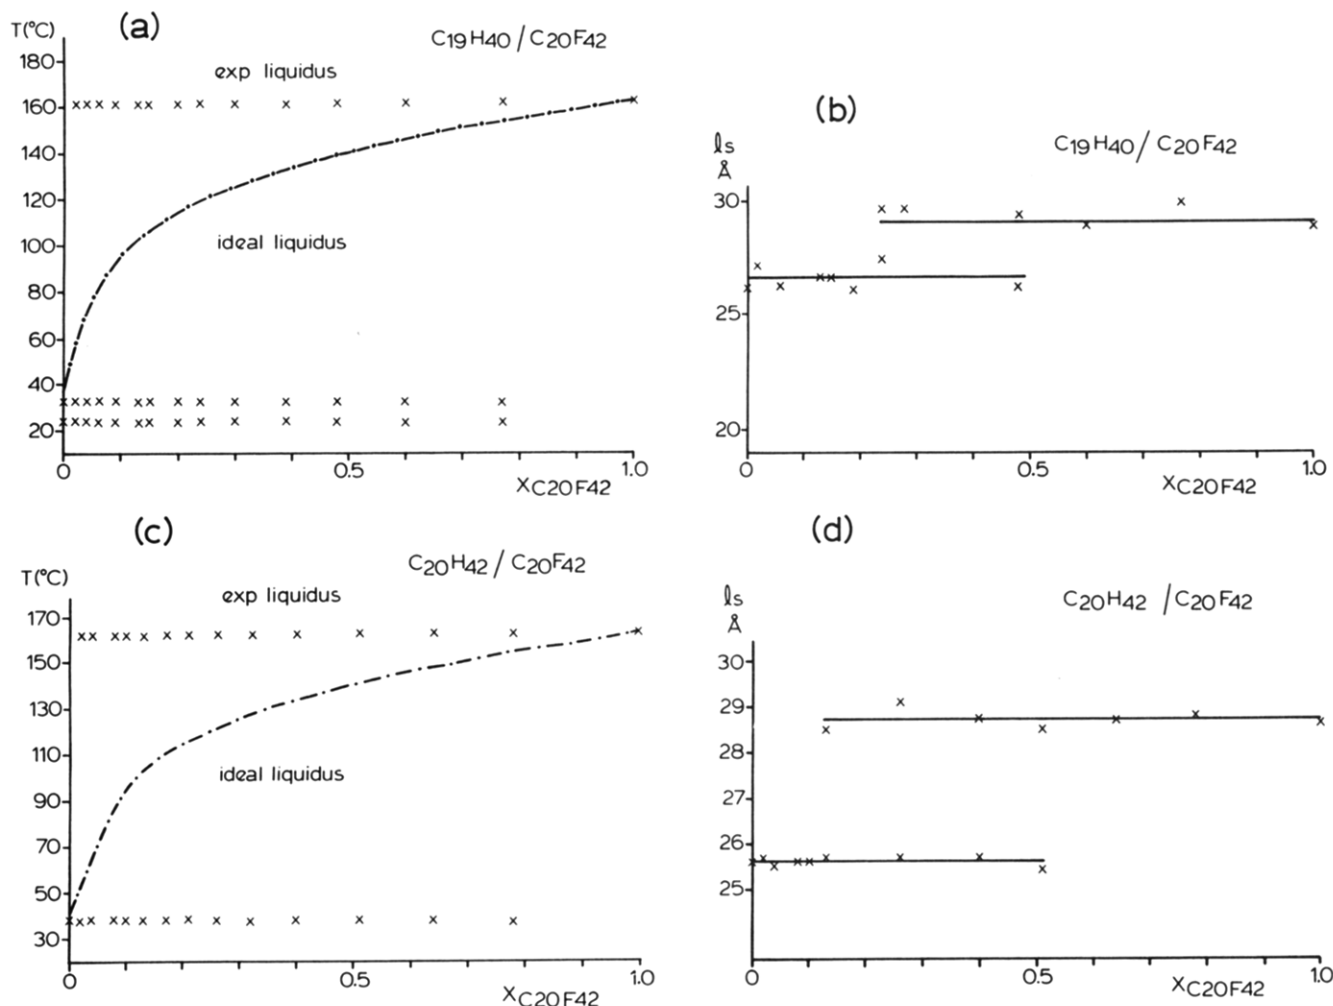 (a)
T(°C)
C19H40/C20F42
exp liquidus
180
160
140
120
100
80
60
40
20
ideal liquidus
0
0.5
1.0
XC20F42
(b)
ls
Å
C19H40/C20F42
30
25
20
0
0.5
1.0
XC20F42
(c)
T(°C)
C20H42/C20F42
exp liquidus
170
150
130
110
90
70
50
30
ideal liquidus
0
0.5
1.0
XC20F42
(d)
ls
Å
C20H42 /C20F42
30
29
28
27
26
25
0
0.5
1.0
XC20F42